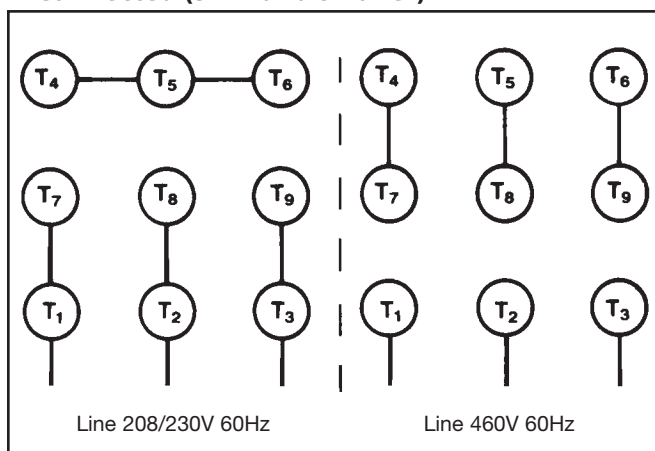 T4 T5 T6
T7 T8 T9
T1 T2 T3
Line 208/230V 60Hz
T4 T5 T6
T7 T8 T9
T1 T2 T3
Line 460V 60Hz